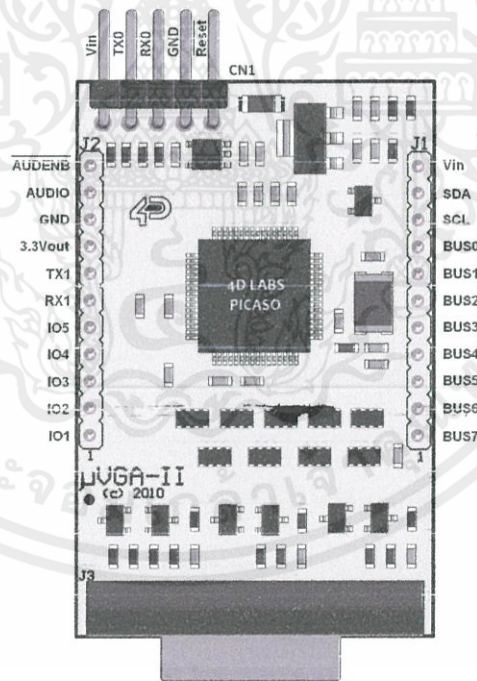 Vin
TX0
RX0
GND
Reset
CN1
J2
J1
AUDENB
AUDIO
GND
3.3Vout
TX1
RX1
IO5
IO4
IO3
IO2
IO1
Vin
SDA
SCL
BUS0
BUS1
BUS2
BUS3
BUS4
BUS5
BUS6
BUS7
4D
4D LABS
PICASO
1
1
µVGA-II
(c) 2010
J3